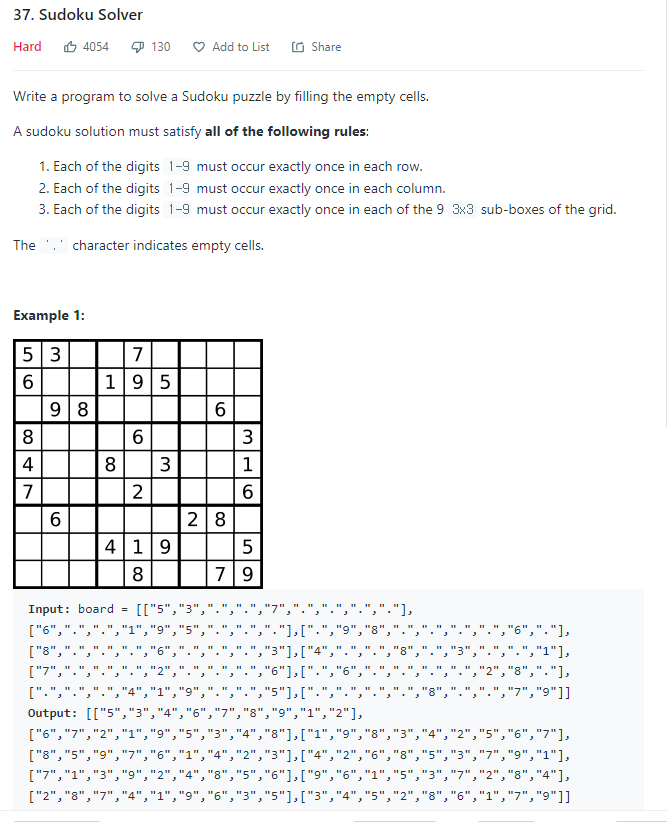 37. Sudoku Solver
Hard 4054 130 Add to List Share
Write a program to solve a Sudoku puzzle by filling the empty cells.
A sudoku solution must satisfy all of the following rules:
1. Each of the digits 1-9 must occur exactly once in each row.
2. Each of the digits 1-9 must occur exactly once in each column.
3. Each of the digits 1-9 must occur exactly once in each of the 9 3x3 sub-boxes of the grid.
The '.' character indicates empty cells.
Example 1:
5 3 7
6 1 9 5
9 8 6
8 6 3
4 8 3 1
7 2 6
6 2 8
4 1 9 5
8 7 9
Input: board = [["5","3",".",".","7",".",".",".","."],
["6",".",".","1","9","5",".",".","."],[".","9","8",".",".",".",".","6","."],
["8",".",".",".","6",".",".",".","3"],["4",".",".","8",".","3",".",".","1"],
["7",".",".",".","2",".",".",".","6"],[".","6",".",".",".",".","2","8","."],
[".",".",".","4","1","9",".",".","5"],[".",".",".",".","8",".",".","7","9"]]
Output: [["5","3","4","6","7","8","9","1","2"],
["6","7","2","1","9","5","3","4","8"],["1","9","8","3","4","2","5","6","7"],
["8","5","9","7","6","1","4","2","3"],["4","2","6","8","5","3","7","9","1"],
["7","1","3","9","2","4","8","5","6"],["9","6","1","5","3","7","2","8","4"],
["2","8","7","4","1","9","6","3","5"],["3","4","5","2","8","6","1","7","9"]]